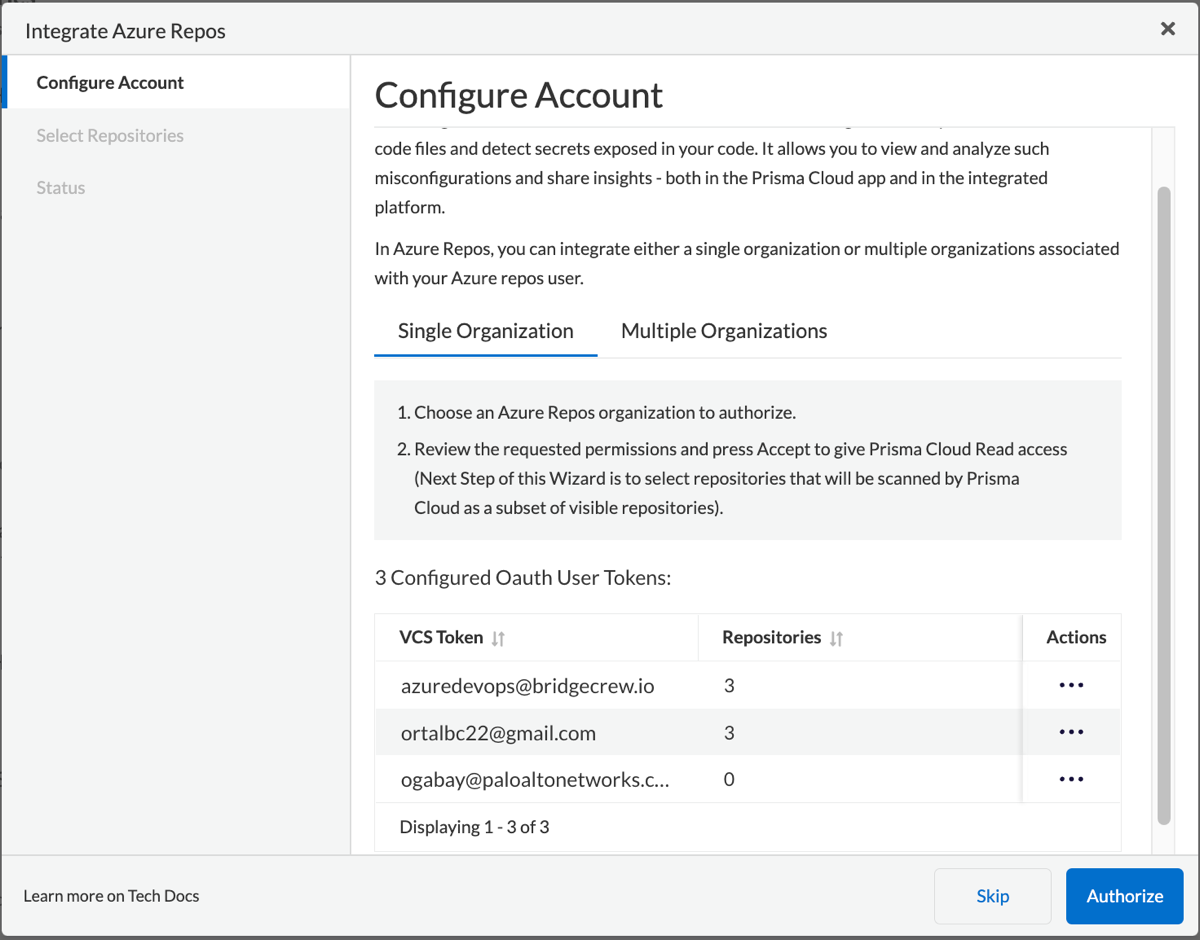 Integrate Azure Repos
Configure Account
Select Repositories
Status
Configure Account
code files and detect secrets exposed in your code. It allows you to view and analyze such
misconfigurations and share insights - both in the Prisma Cloud app and in the integrated
platform.
In Azure Repos, you can integrate either a single organization or multiple organizations associated
with your Azure repos user.
Single Organization
Multiple Organizations
1. Choose an Azure Repos organization to authorize.
2. Review the requested permissions and press Accept to give Prisma Cloud Read access
(Next Step of this Wizard is to select repositories that will be scanned by Prisma
Cloud as a subset of visible repositories).
3 Configured Oauth User Tokens:
VCS Token Repositories Actions
azuredevops@bridgecrew.io 3
ortalbc22@gmail.com 3
ogabay@paloaltonetworks.c... 0
Displaying 1 - 3 of 3
Learn more on Tech Docs
Skip
Authorize